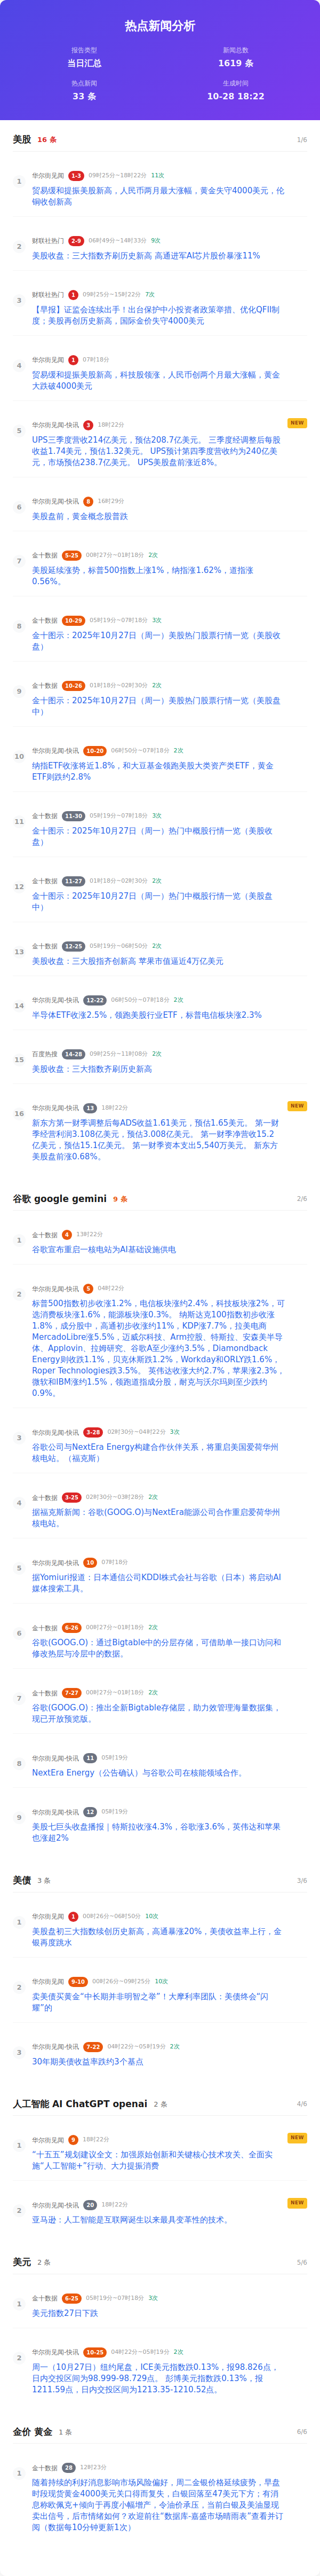 热点新闻分析
报告类型
新闻总数
当日汇总
1619 条
热点新闻
生成时间
33 条
10-28 18:22
美股 16 条 1/6
1
华尔街见闻 1-3 09时25分~18时22分 11次
贸易缓和提振美股新高，人民币两月最大涨幅，黄金失守4000美元，伦
铜收创新高
2
财联社热门 2-9 06时49分~14时33分 9次
美股收盘：三大指数齐刷历史新高 高通进军AI芯片股价暴涨11%
3
财联社热门 1 09时25分~15时22分 7次
【早报】证监会连续出手！出台保护中小投资者政策举措、优化QFII制
度；美股再创历史新高，国际金价失守4000美元
4
华尔街见闻 1 07时18分
贸易缓和提振美股新高，科技股领涨，人民币创两个月最大涨幅，黄金
大跌破4000美元
5
华尔街见闻-快讯 3 18时22分 NEW
UPS三季度营收214亿美元，预估208.7亿美元。 三季度经调整后每股
收益1.74美元，预估1.32美元。 UPS预计第四季度营收约为240亿美
元，市场预估238.7亿美元。 UPS美股盘前涨近8%。
6
华尔街见闻-快讯 8 16时29分
美股盘前，黄金概念股普跌
7
金十数据 5-25 00时27分~01时18分 2次
美股延续涨势，标普500指数上涨1%，纳指涨1.62%，道指涨
0.56%。
8
金十数据 10-29 05时19分~07时18分 3次
金十图示：2025年10月27日（周一）美股热门股票行情一览（美股收
盘）
9
金十数据 10-26 01时18分~02时30分 2次
金十图示：2025年10月27日（周一）美股热门股票行情一览（美股盘
中）
10
华尔街见闻-快讯 10-20 06时50分~07时18分 2次
纳指ETF收涨将近1.8%，和大豆基金领跑美股大类资产类ETF，黄金
ETF则跌约2.8%
11
金十数据 11-30 05时19分~07时18分 3次
金十图示：2025年10月27日（周一）热门中概股行情一览（美股收
盘）
12
金十数据 11-27 01时18分~02时30分 2次
金十图示：2025年10月27日（周一）热门中概股行情一览（美股盘
中）
13
金十数据 12-25 05时19分~06时50分 2次
美股收盘：三大股指齐创新高 苹果市值逼近4万亿美元
14
华尔街见闻-快讯 12-22 06时50分~07时18分 2次
半导体ETF收涨2.5%，领跑美股行业ETF，标普电信板块涨2.3%
15
百度热搜 14-28 09时25分~11时08分 2次
美股收盘：三大指数齐刷历史新高
16
华尔街见闻-快讯 13 18时22分 NEW
新东方第一财季调整后每ADS收益1.61美元，预估1.65美元。 第一财
季经营利润3.108亿美元，预估3.008亿美元。 第一财季净营收15.2
亿美元，预估15.1亿美元。 第一财季资本支出5,540万美元。 新东方
美股盘前涨0.68%。
谷歌 google gemini 9 条 2/6
1
金十数据 4 13时22分
谷歌宣布重启一核电站为AI基础设施供电
2
华尔街见闻-快讯 5 04时22分
标普500指数初步收涨1.2%，电信板块涨约2.4%，科技板块涨2%，可
选消费板块涨1.6%，能源板块涨0.3%。 纳斯达克100指数初步收涨
1.8%，成分股中，高通初步收涨约11%，KDP涨7.7%，拉美电商
MercadoLibre涨5.5%，迈威尔科技、Arm控股、特斯拉、安森美半导
体、Applovin、拉姆研究、谷歌A至少涨约3.5%，Diamondback
Energy则收跌1.1%，贝克休斯跌1.2%，Workday和ORLY跌1.6%，
Roper Technologies跌3.5%。 英伟达收涨大约2.7%，苹果涨2.3%，
微软和IBM涨约1.5%，领跑道指成分股，耐克与沃尔玛则至少跌约
0.9%。
3
华尔街见闻-快讯 3-28 02时30分~04时22分 3次
谷歌公司与NextEra Energy构建合作伙伴关系，将重启美国爱荷华州
核电站。（福克斯）
4
金十数据 3-25 02时30分~03时28分 2次
据福克斯新闻：谷歌(GOOG.O)与NextEra能源公司合作重启爱荷华州
核电站。
5
华尔街见闻-快讯 10 07时18分
据Yomiuri报道：日本通信公司KDDI株式会社与谷歌（日本）将启动AI
媒体搜索工具。
6
金十数据 6-26 00时27分~01时18分 2次
谷歌(GOOG.O)：通过Bigtable中的分层存储，可借助单一接口访问和
修改热层与冷层中的数据。
7
金十数据 7-27 00时27分~01时18分 2次
谷歌(GOOG.O)：推出全新Bigtable存储层，助力效管理海量数据集，
现已开放预览版。
8
华尔街见闻-快讯 11 05时19分
NextEra Energy（公告确认）与谷歌公司在核能领域合作。
9
华尔街见闻-快讯 12 05时19分
美股七巨头收盘播报｜特斯拉收涨4.3%，谷歌涨3.6%，英伟达和苹果
也涨超2%
美债 3 条 3/6
1
华尔街见闻 1 00时26分~06时50分 10次
美股盘初三大指数续创历史新高，高通暴涨20%，美债收益率上行，金
银再度跳水
2
华尔街见闻 9-10 00时26分~09时25分 10次
卖美债买黄金“中长期并非明智之举”！大摩利率团队：美债终会“闪
耀”的
3
华尔街见闻-快讯 7-22 04时22分~05时19分 2次
30年期美债收益率跌约3个基点
人工智能 AI ChatGPT openai 2 条 4/6
1
华尔街见闻 9 18时22分 NEW
“十五五”规划建议全文：加强原始创新和关键核心技术攻关、全面实
施“人工智能+”行动、大力提振消费
2
华尔街见闻-快讯 20 18时22分 NEW
亚马逊：人工智能是互联网诞生以来最具变革性的技术。
美元 2 条 5/6
1
金十数据 6-25 05时19分~07时18分 3次
美元指数27日下跌
2
华尔街见闻-快讯 10-25 04时22分~05时19分 2次
周一（10月27日）纽约尾盘，ICE美元指数跌0.13%，报98.826点，
日内交投区间为98.999-98.729点。 彭博美元指数跌0.13%，报
1211.59点，日内交投区间为1213.35-1210.52点。
金价 黄金 1 条 6/6
1
金十数据 28 12时23分
随着持续的利好消息影响市场风险偏好，周二金银价格延续疲势，早盘
时段现货黄金4000美元关口得而复失，白银回落至47美元下方；有消
息称欧佩克+倾向于再度小幅增产，令油价承压，当前白银及美油显现
卖出信号，后市情绪如何？欢迎前往“数据库-嘉盛市场晴雨表”查看并订
阅（数据每10分钟更新1次）